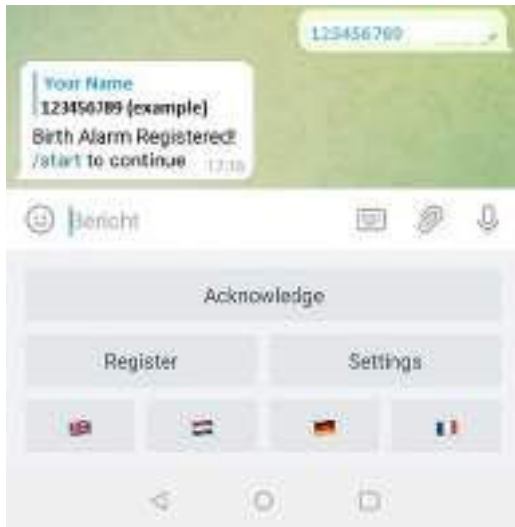 123456789
Your Name
123456789 (example)
Birth Alarm Registered!
/start to continue 17:16
Bericht
Acknowledge
Register
Settings